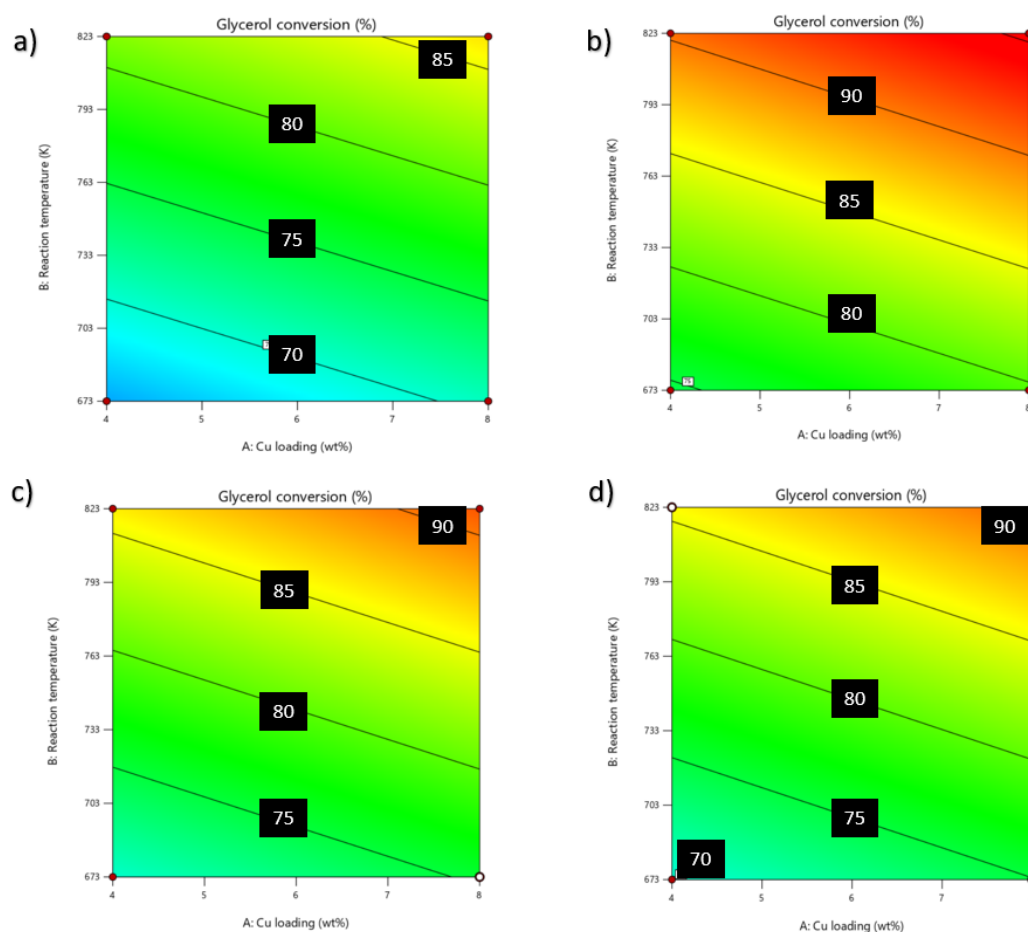 a)
Glycerol conversion (%)
823
793
763
733
703
673
B: Reaction temperature (K)
85
80
75
70
4 5 6 7 8
A: Cu loading (wt%)
b)
Glycerol conversion (%)
823
793
763
733
703
673
B: Reaction temperature (K)
90
85
80
75
4 5 6 7 8
A: Cu loading (wt%)
c)
Glycerol conversion (%)
823
793
763
733
703
673
B: Reaction temperature (K)
90
85
80
75
4 5 6 7 8
A: Cu loading (wt%)
d)
Glycerol conversion (%)
823
793
763
733
703
673
B: Reaction temperature (K)
90
85
80
75
70
4 5 6 7
A: Cu loading (wt%)